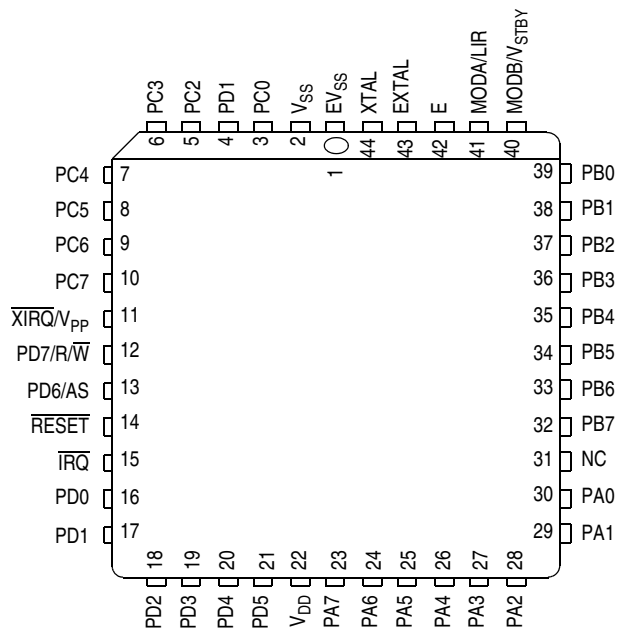 PC3 PC2 PD1 PC0 VSS EVSS XTAL EXTAL E MODA/LIR MODB/VSTBY
6 5 4 3 2 1 44 43 42 41 40
PC4 7 39 PB0
PC5 8 38 PB1
PC6 9 37 PB2
PC7 10 36 PB3
XIRQ/VPP 11 35 PB4
PD7/R/W 12 34 PB5
PD6/AS 13 33 PB6
RESET 14 32 PB7
IRQ 15 31 NC
PD0 16 30 PA0
PD1 17 29 PA1
18 19 20 21 22 23 24 25 26 27 28
PD2 PD3 PD4 PD5 VDD PA7 PA6 PA5 PA4 PA3 PA2